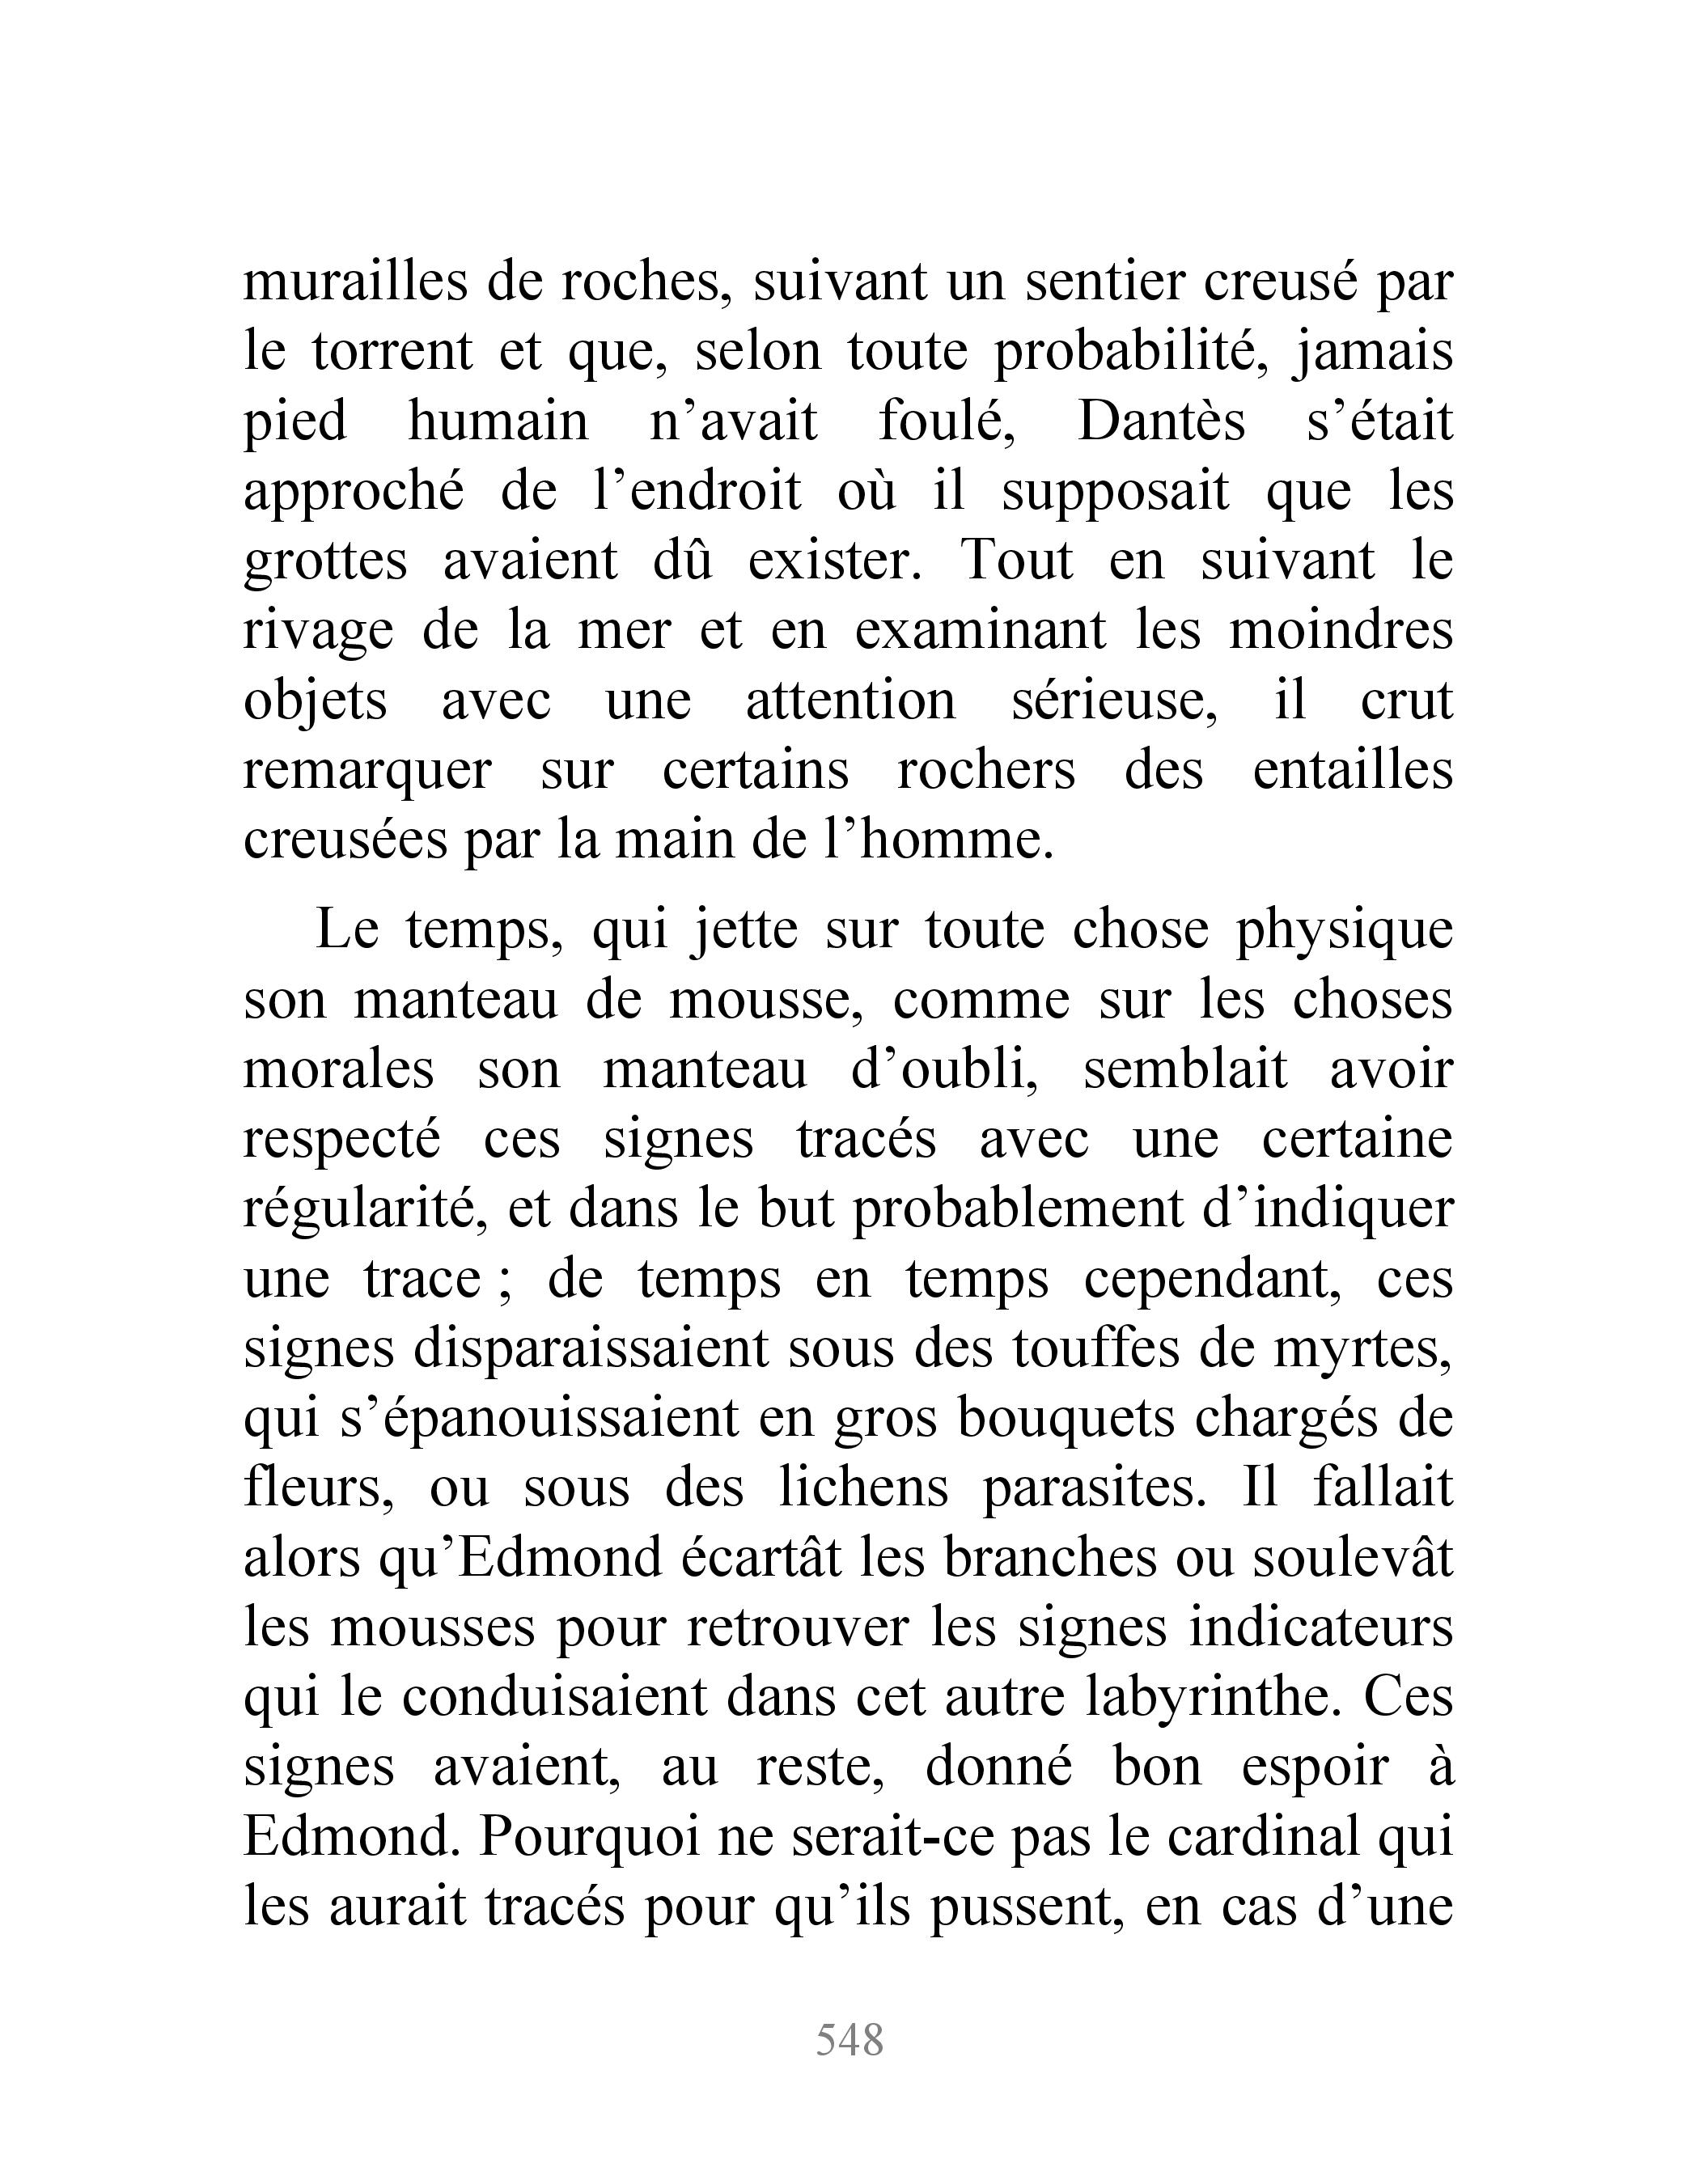 murailles de roches, suivant un sentier creusé par
le torrent et que, selon toute probabilité, jamais
pied humain n’avait foulé, Dantès s’était
approché de l’endroit où il supposait que les
grottes avaient dû exister. Tout en suivant le
rivage de la mer et en examinant les moindres
objets avec une attention sérieuse, il crut
remarquer sur certains rochers des entailles
creusées par la main de l’homme.
Le temps, qui jette sur toute chose physique
son manteau de mousse, comme sur les choses
morales son manteau d’oubli, semblait avoir
respecté ces signes tracés avec une certaine
régularité, et dans le but probablement d’indiquer
une trace ; de temps en temps cependant, ces
signes disparaissaient sous des touffes de myrtes,
qui s’épanouissaient en gros bouquets chargés de
fleurs, ou sous des lichens parasites. Il fallait
alors qu’Edmond écartât les branches ou soulevât
les mousses pour retrouver les signes indicateurs
qui le conduisaient dans cet autre labyrinthe. Ces
signes avaient, au reste, donné bon espoir à
Edmond. Pourquoi ne serait-ce pas le cardinal qui
les aurait tracés pour qu’ils pussent, en cas d’une
548